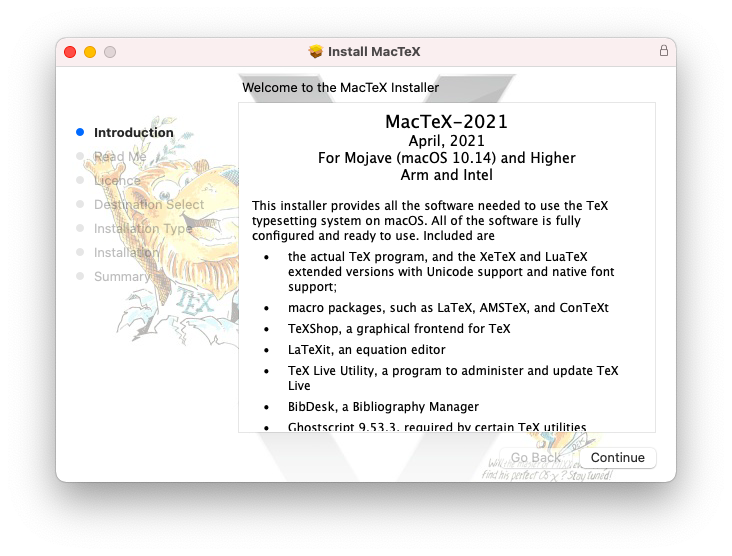 Install MacTeX
Welcome to the MacTeX Installer
Introduction
Read Me
Licence
Destination Select
Installation Type
Installation
Summary
TEX
MacTeX-2021
April, 2021
For Mojave (macOS 10.14) and Higher
Arm and Intel
This installer provides all the software needed to use the TeX
typesetting system on macOS. All of the software is fully
configured and ready to use. Included are
• the actual TeX program, and the XeTeX and LuaTeX
extended versions with Unicode support and native font
support;
• macro packages, such as LaTeX, AMSTeX, and ConTeXt
• TeXShop, a graphical frontend for TeX
• LaTeXit, an equation editor
• TeX Live Utility, a program to administer and update TeX
Live
• BibDesk, a Bibliography Manager
• Ghostscript 9.53.3, required by certain TeX utilities
Go Back
Continue
find his perfect OS-X? Stay tuned!